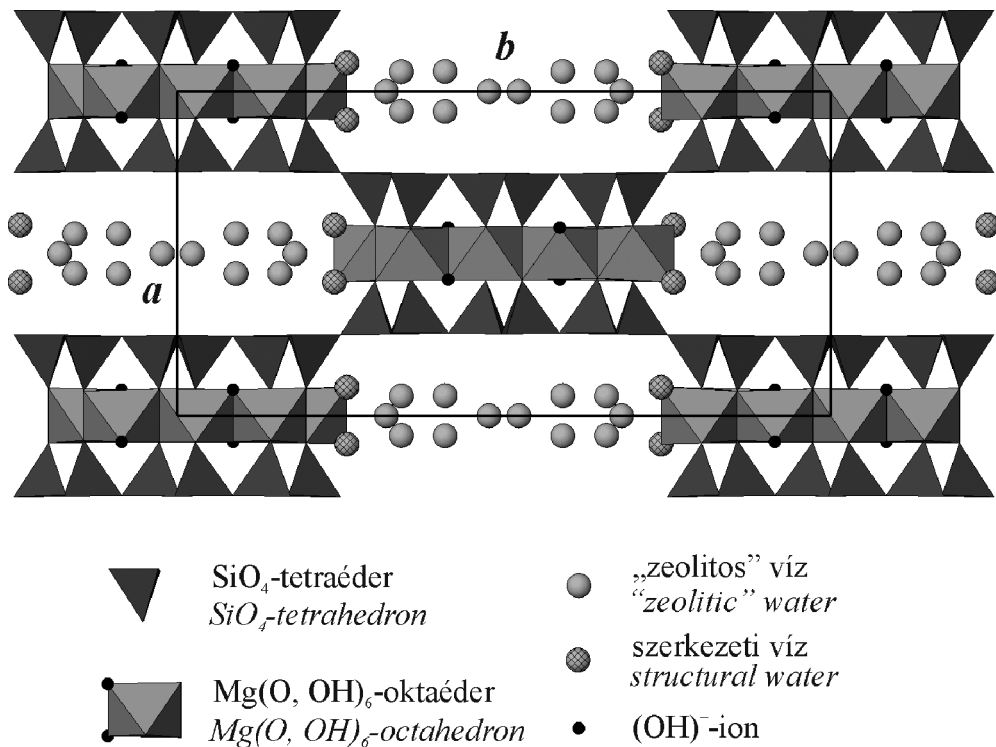 b
a
SiO₄-tetraéder
SiO₄-tetrahedron
Mg(O, OH)₆-oktaéder
Mg(O, OH)₆-octahedron
„zeolitos” víz
“zeolitic” water
szerkezeti víz
structural water
(OH)⁻-ion